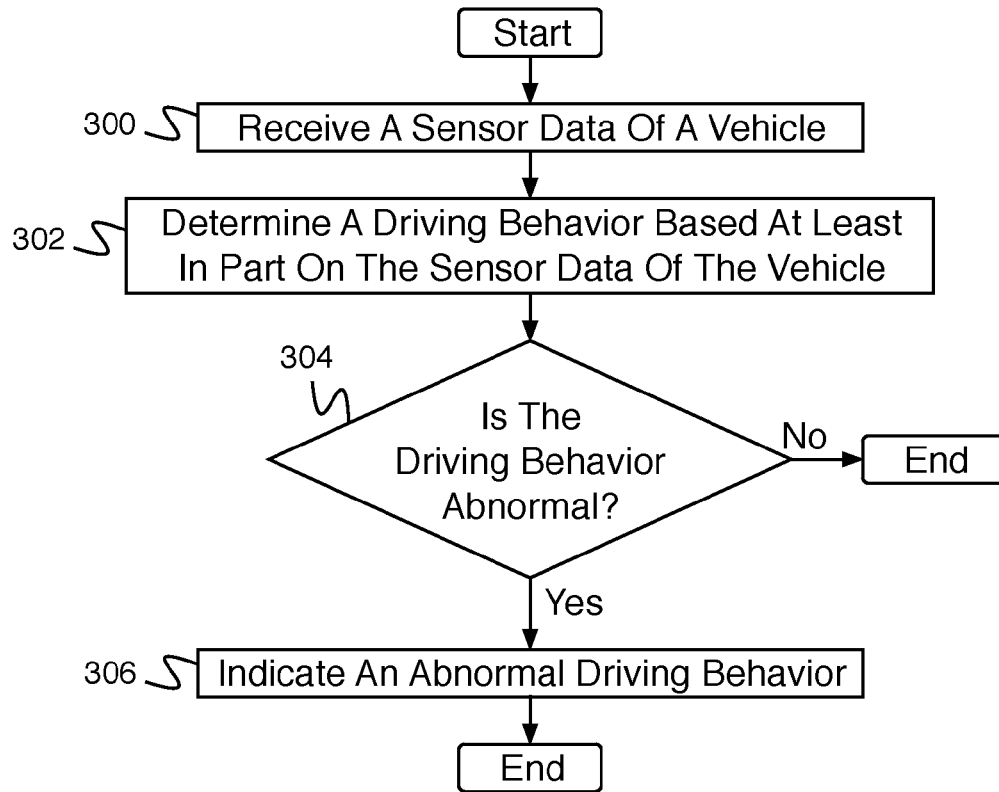 Start
300
Receive A Sensor Data Of A Vehicle
302
Determine A Driving Behavior Based At Least
In Part On The Sensor Data Of The Vehicle
304
Is The
Driving Behavior
Abnormal?
No
End
Yes
306
Indicate An Abnormal Driving Behavior
End